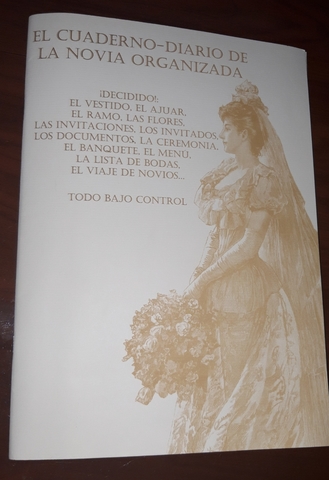 EL CUADERNO-DIARIO DE
LA NOVIA ORGANIZADA
¡DECIDIDO!:
EL VESTIDO, EL AJUAR,
EL RAMO, LAS FLORES,
LAS INVITACIONES, LOS INVITADOS,
LOS DOCUMENTOS, LA CEREMONIA,
EL BANQUETE, EL MENÚ,
LA LISTA DE BODAS,
EL VIAJE DE NOVIOS...
TODO BAJO CONTROL